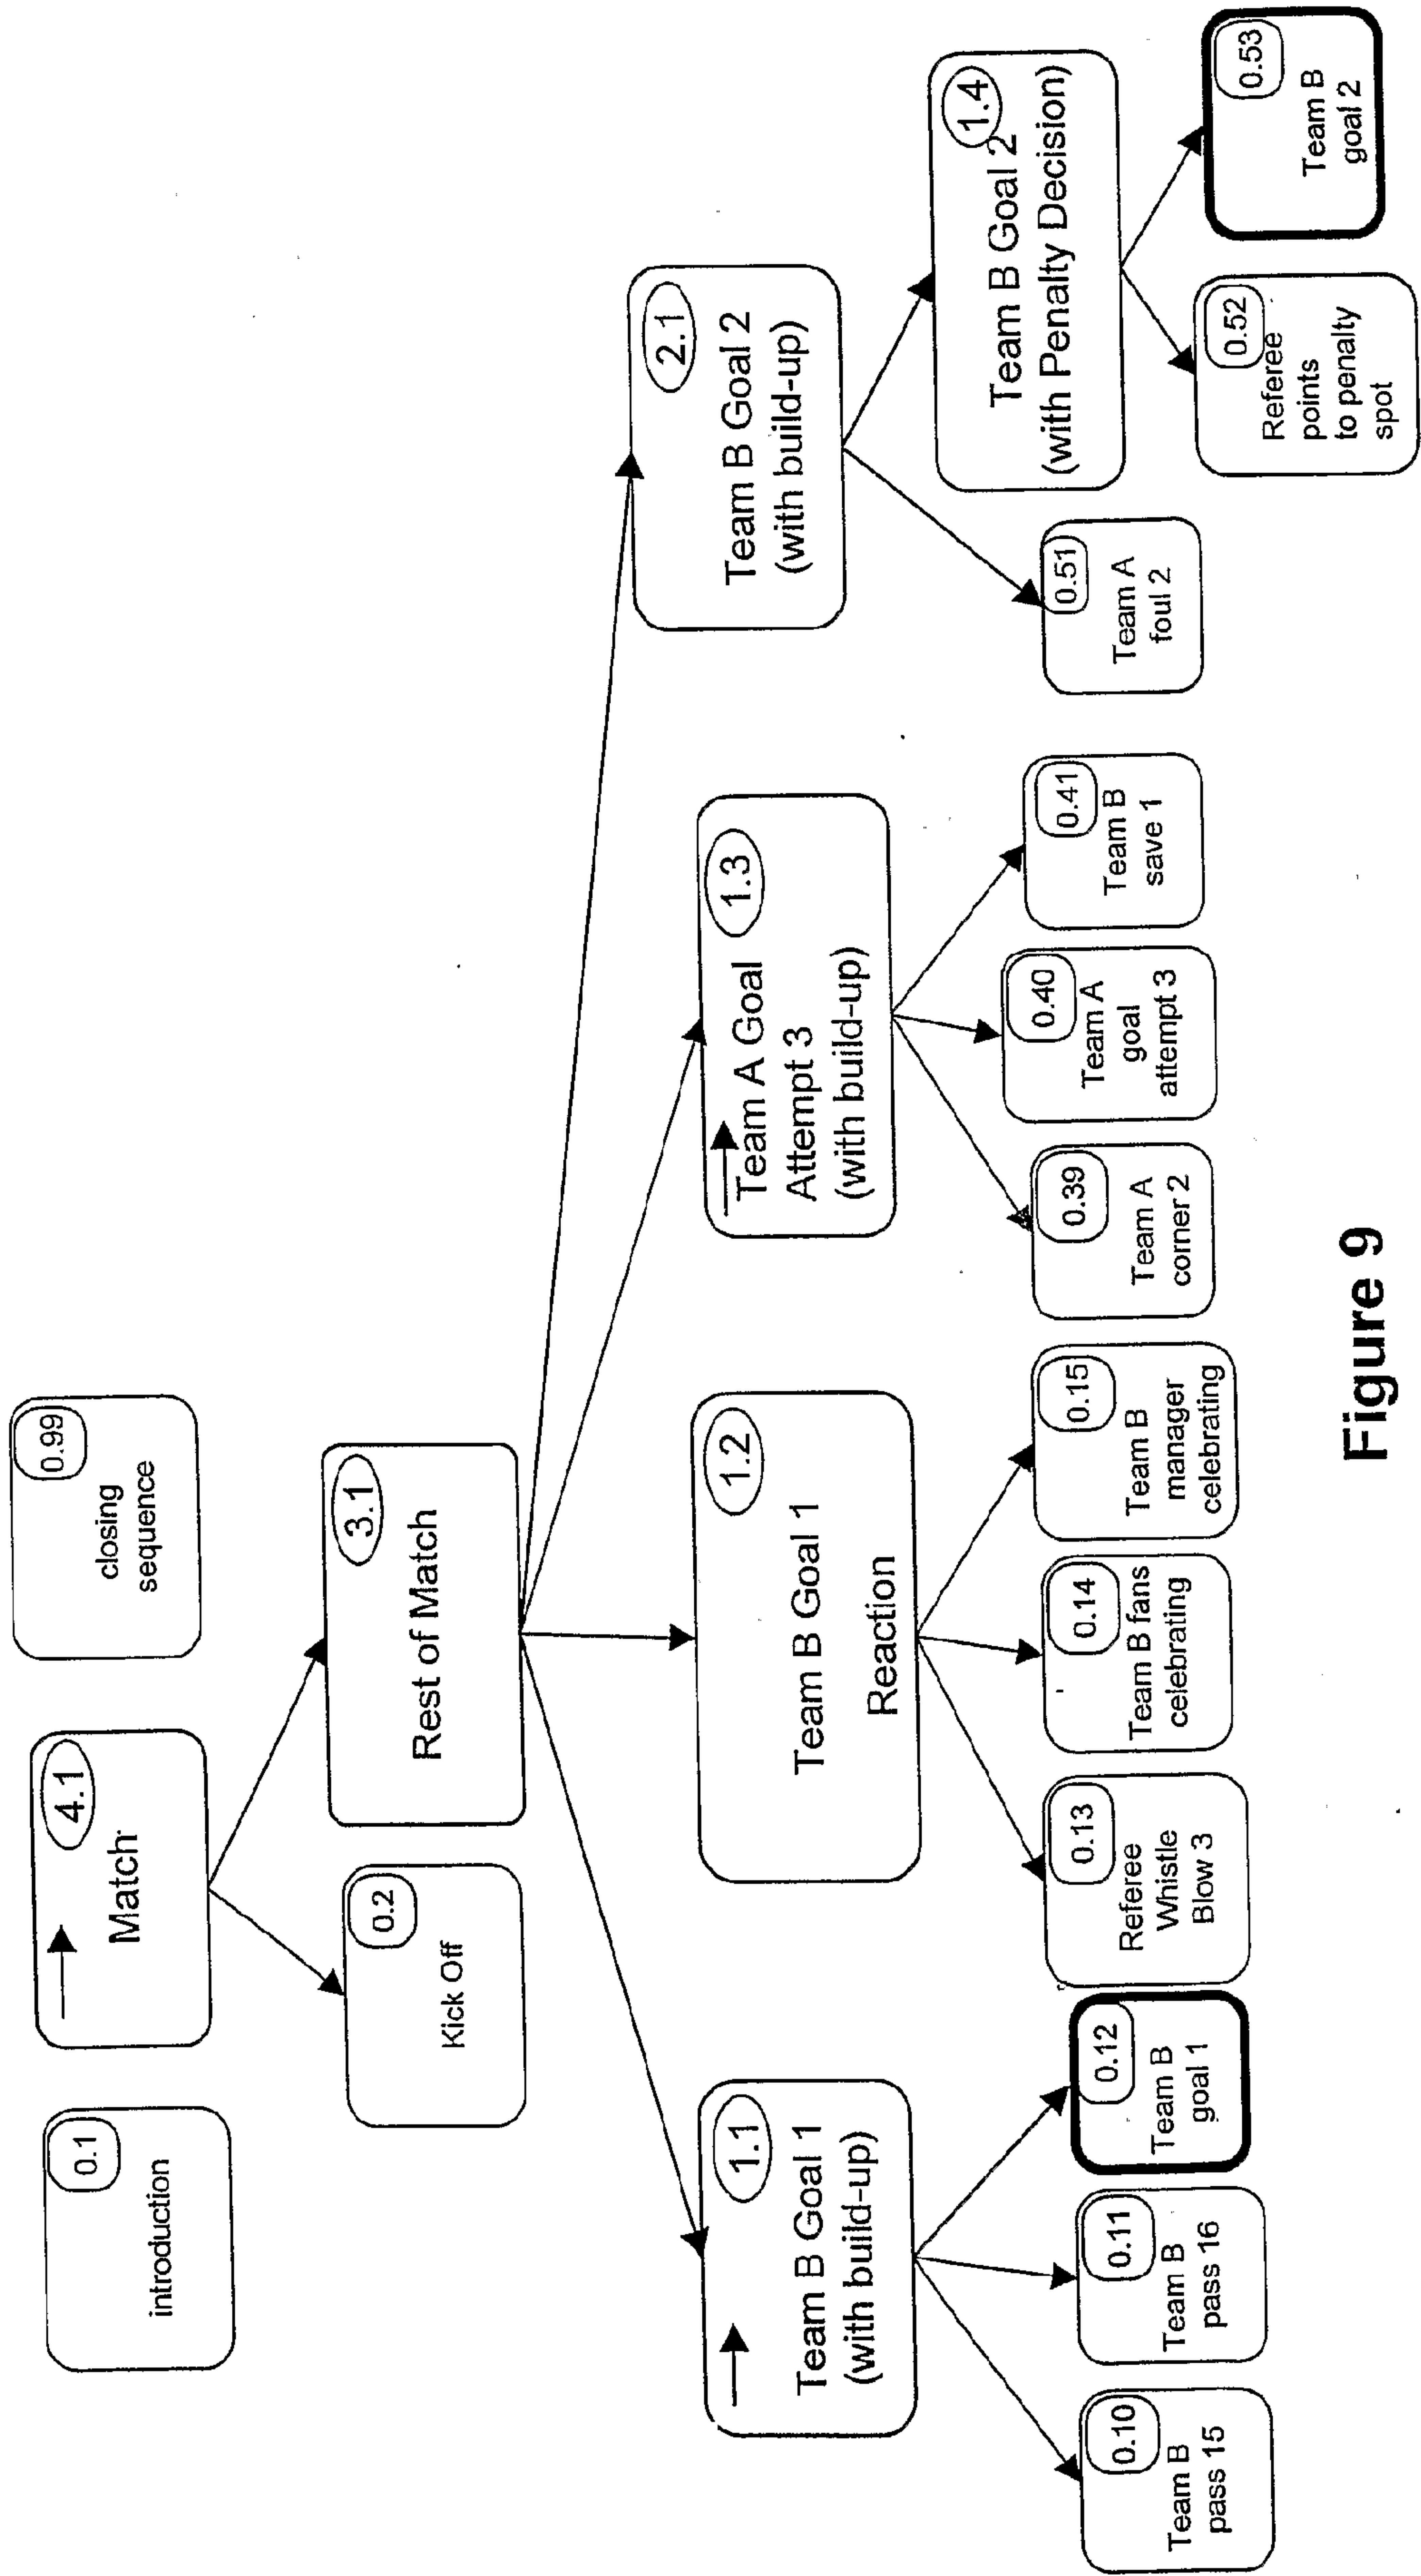 0.1
introduction
4.1
Match
0.99
closing
sequence
0.2
Kick Off
3.1
Rest of Match
1.1
Team B Goal 1
(with build-up)
1.2
Team B Goal 1
Reaction
1.3
Team A Goal
Attempt 3
(with build-up)
2.1
Team B Goal 2
(with build-up)
0.10
Team B
pass 15
0.11
Team B
pass 16
0.12
Team B
goal 1
0.13
Referee
Whistle
Blow 3
0.14
Team B fans
celebrating
0.15
Team B
manager
celebrating
0.39
Team A
corner 2
0.40
Team A
goal
attempt 3
0.41
Team B
save 1
0.51
Team A
foul 2
1.4
Team B Goal 2
(with Penalty Decision)
0.52
Referee
points
to penalty
spot
0.53
Team B
goal 2
Figure 9